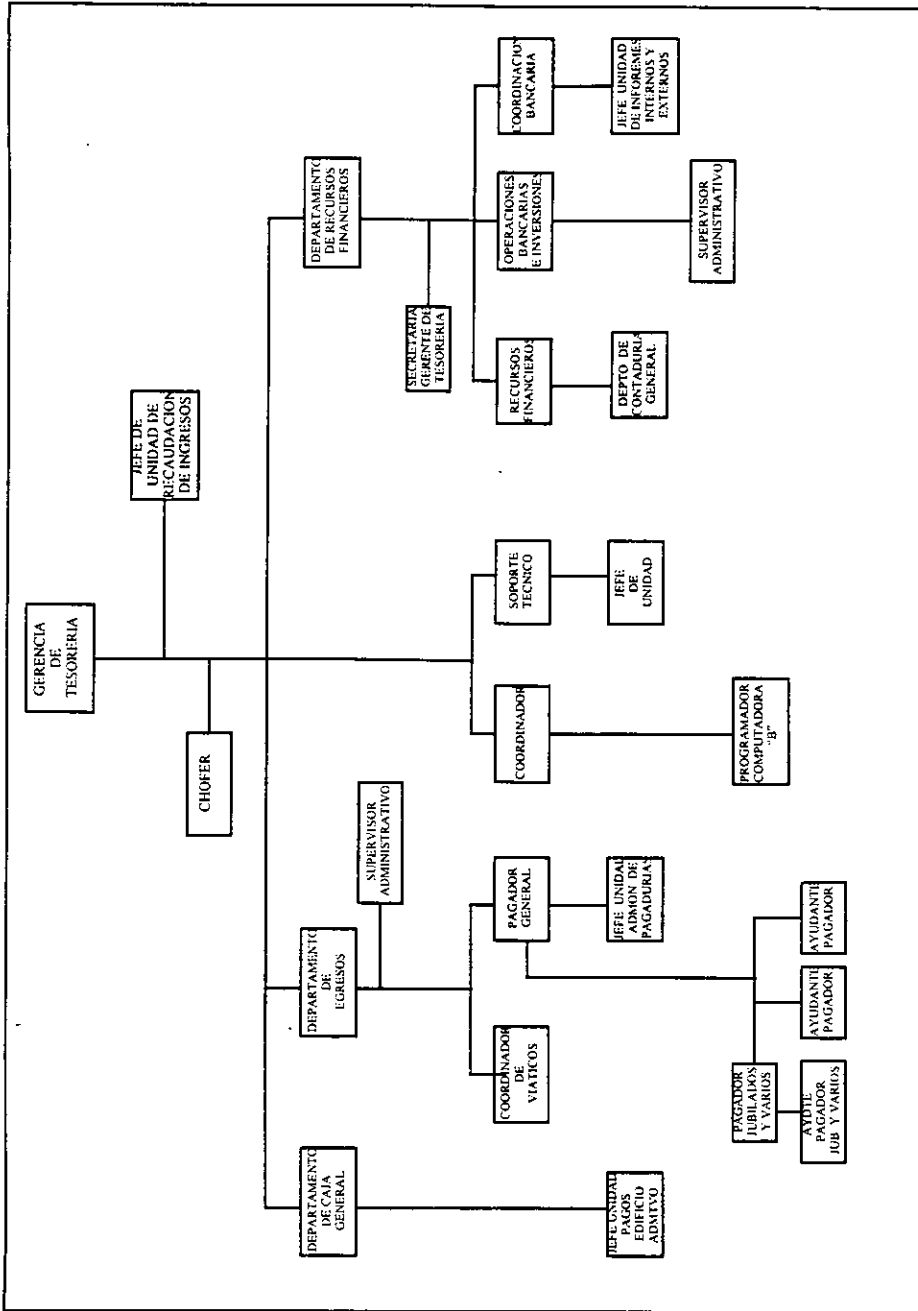 GERENCIA
DE
TESORERIA
JEFE DE
UNIDAD DE
RECAUDACION
DE INGRESOS
CHOFER
DEPARTAMENTO
DE CAJA
GENERAL
DEPARTAMENTO
DE
EGRESOS
DEPARTAMENTO
DE RECURSOS
FINANCIEROS
SUPERVISOR
ADMINISTRATIVO
SECRETARIA
GERENTE DE
TESORERIA
COORDINADOR
DE
VIATICOS
PAGADOR
GENERAL
COORDINADOR
SOPORTE
TECNICO
RECURSOS
FINANCIEROS
OPERACIONES
BANCARIAS
E INVERSIONES
COORDINACION
BANCARIA
JEFE UNIDAD
PAGOS
EDIFICIO
ADMTVO
JEFE UNIDAD
ADMON DE
PAGADURIAS
JEFE
DE
UNIDAD
DEPTO DE
CONTADURIA
GENERAL
JEFE UNIDAD
DE INFOREMES
INTERNOS Y
EXTERNOS
PAGADOR
JUBILADOS
Y VARIOS
AYUDANTE
PAGADOR
AYUDANTE
PAGADOR
PROGRAMADOR
COMPUTADORA
"B"
SUPERVISOR
ADMINISTRATIVO
AYDTE
PAGADOR
JUB Y VARIOS